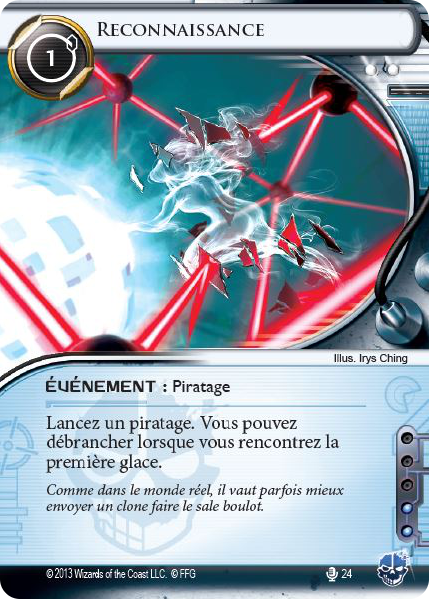 1
RECONNAISSANCE
Illus. Irys Ching
ÉVÉNEMENT : Piratage
Lancez un piratage. Vous pouvez
débrancher lorsque vous rencontrez la
première glace.
Comme dans le monde réel, il vaut parfois mieux
envoyer un clone faire le sale boulot.
© 2013 Wizards of the Coast LLC. © FFG 24